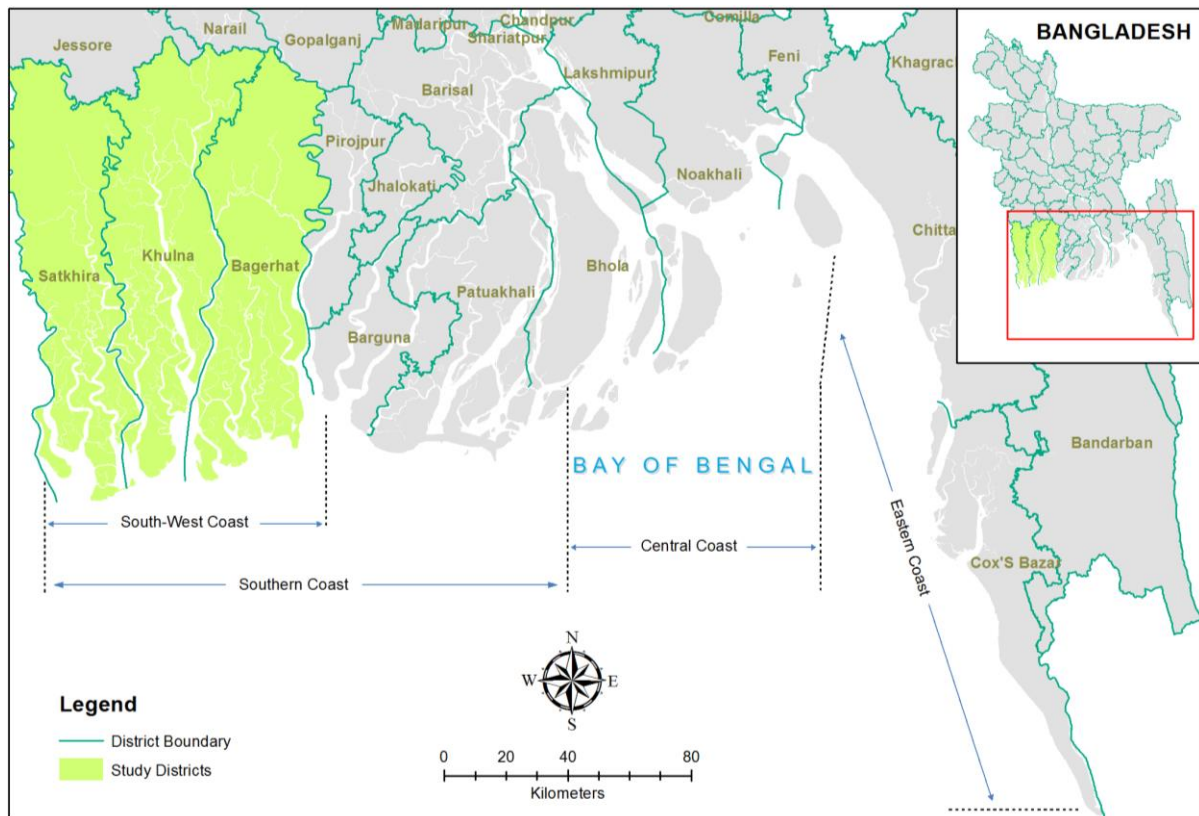 Jessore
Narail
Gopalganj
Madaripur
Shariatpur
Chandpur
Comilla
Lakshmipur
Feni
Khagrach
BANGLADESH
Barisal
Pirojpur
Jhalokati
Noakhali
Chitta
Satkhira
Khulna
Bagerhat
Patuakhali
Bhola
Barguna
Bandarban
BAY OF BENGAL
South-West Coast
Central Coast
Eastern Coast
Cox'S Bazar
Southern Coast
N
W E
S
Legend
District Boundary
Study Districts
0 20 40 80
Kilometers